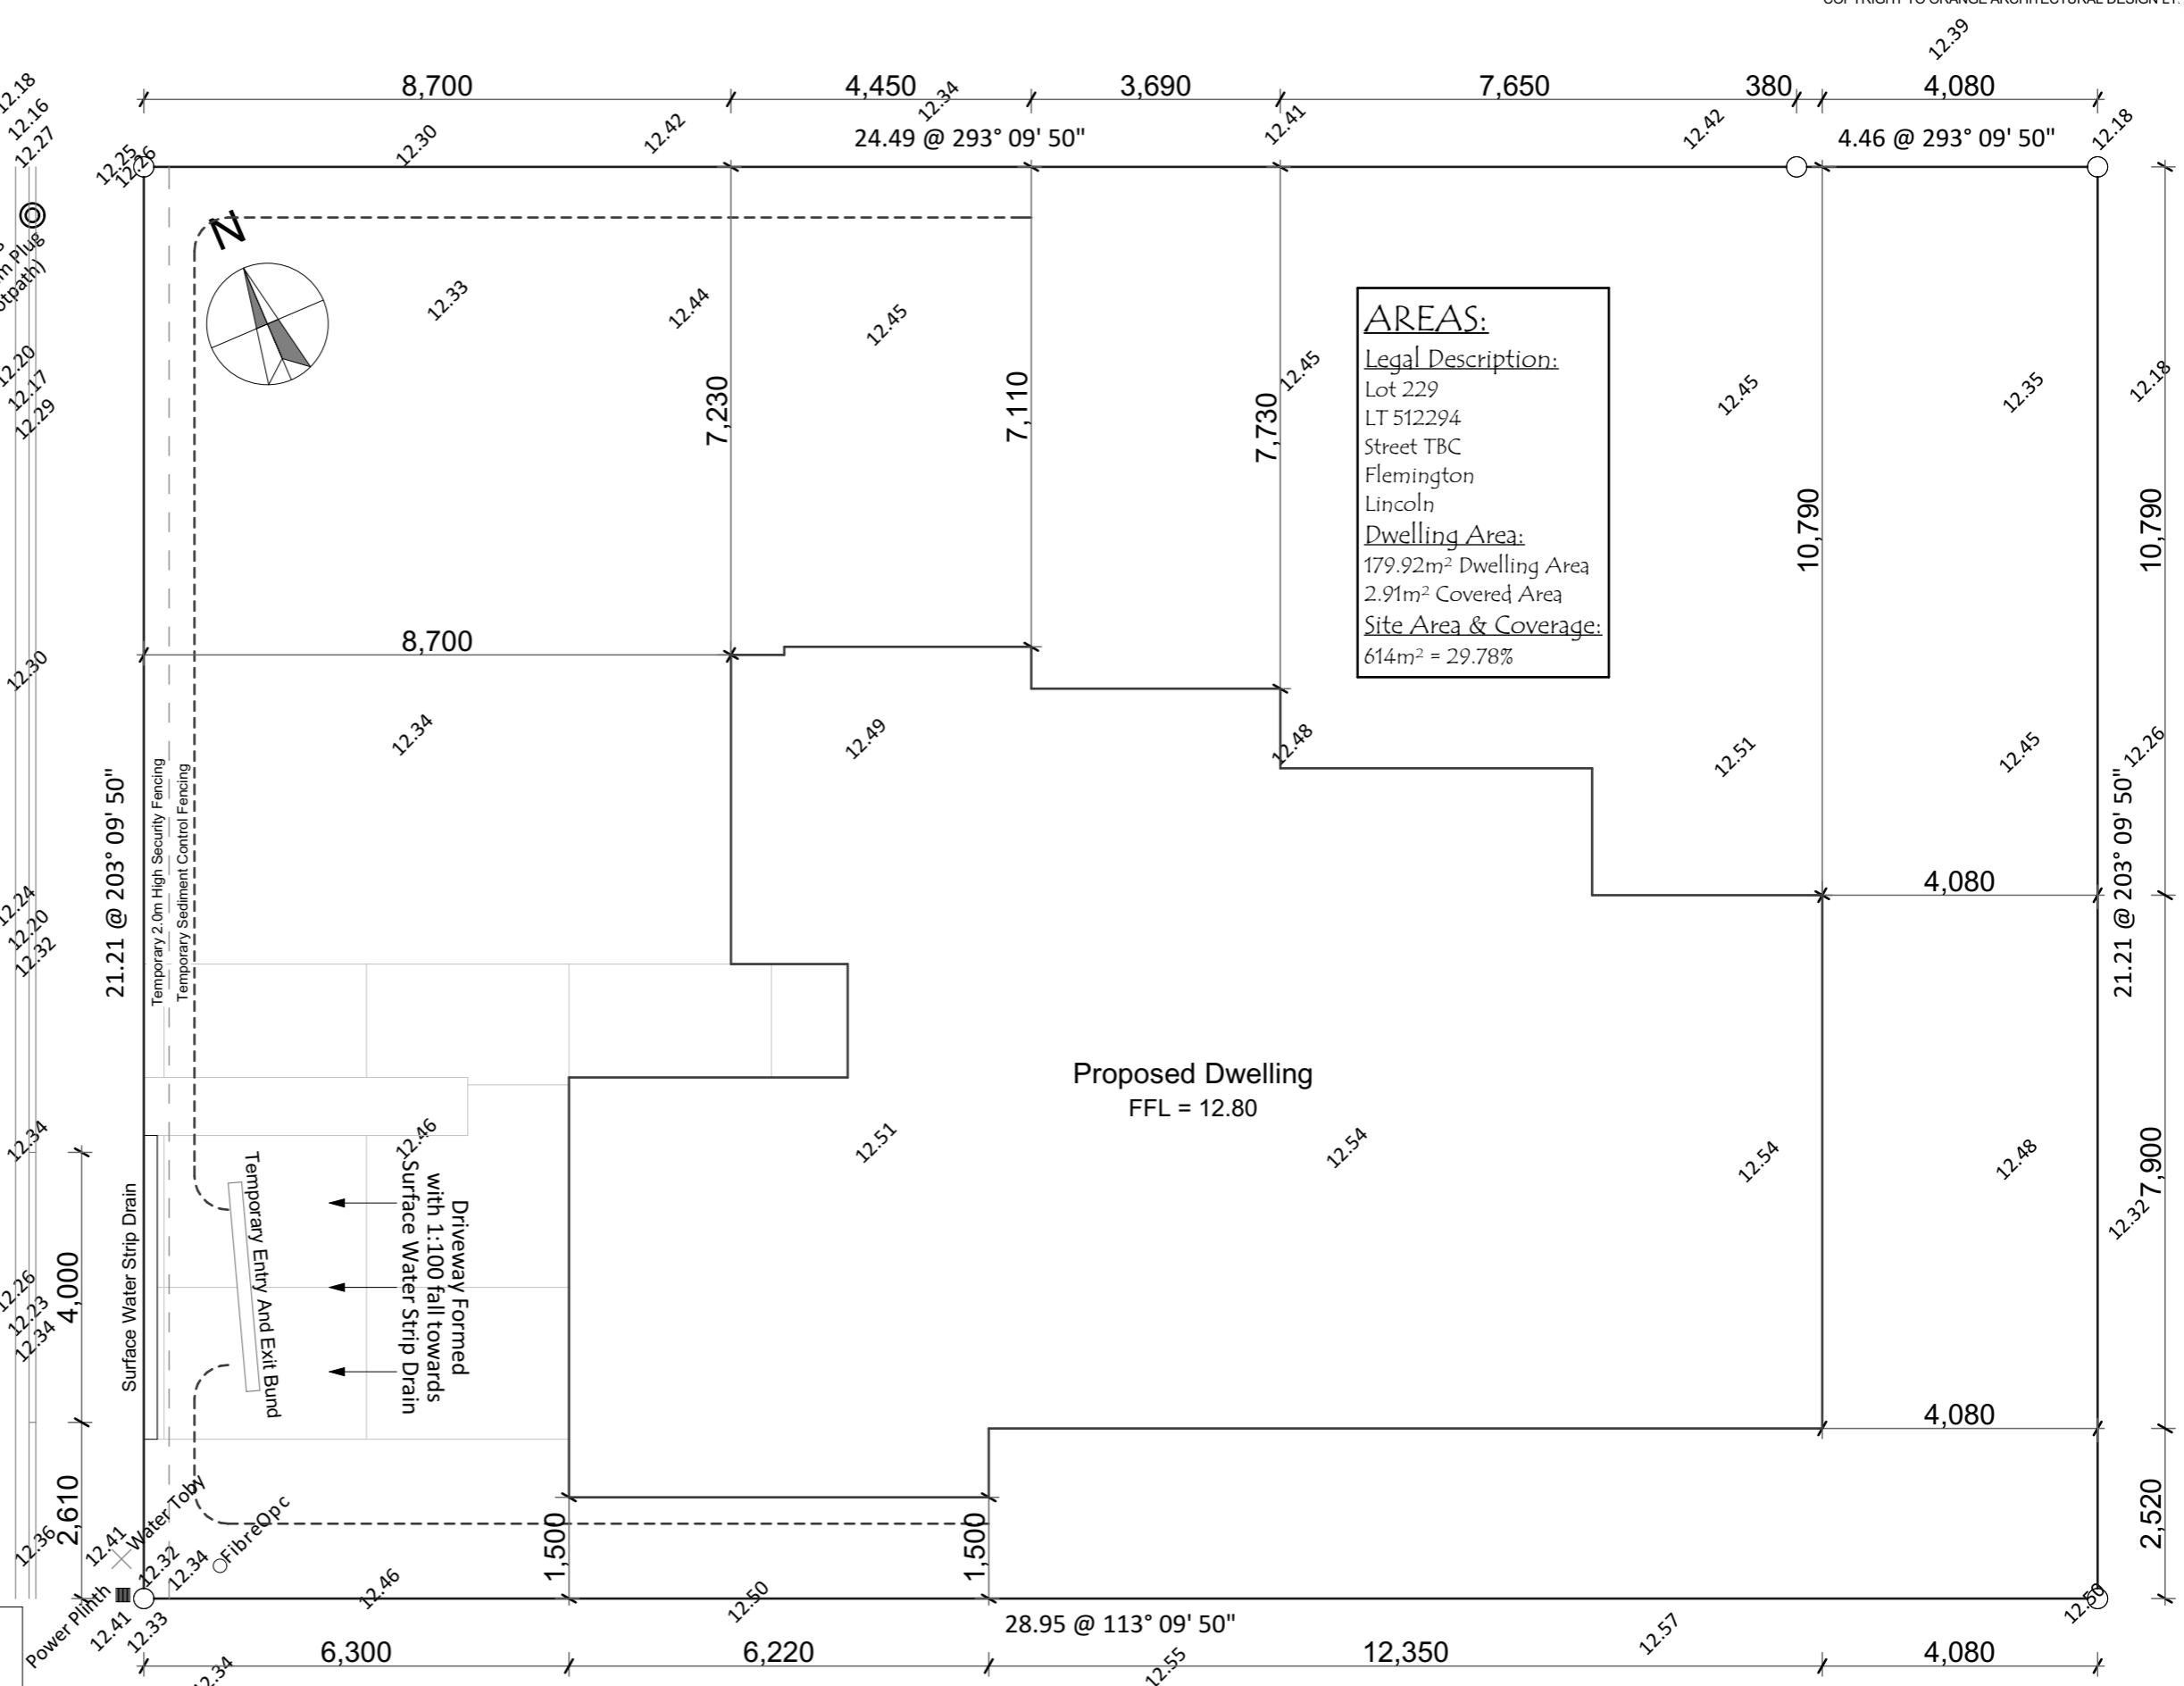 12.39
8,700
4,450
3,690
7,650
380
4,080
12.18
12.16
12.27
12.34
12.30
12.42
24.49 @ 293° 09' 50"
12.41
12.42
4.46 @ 293° 09' 50"
12.18
12.25
12.26
N
12.33
12.44
12.45
7,230
7,110
7,730
12.45
AREAS:
Legal Description:
Lot 229
LT 512294
Street TBC
Flemington
Lincoln
Dwelling Area:
179.92m² Dwelling Area
2.91m² Covered Area
Site Area & Coverage:
614m² = 29.78%
12.45
12.35
12.18
10,790
10,790
12.20
12.17
12.29
8,700
12.30
12.34
12.49
12.48
12.51
12.45
12.26
21.21 @ 203° 09' 50"
Temporary 2.0m High Security Fencing
Temporary Sediment Control Fencing
4,080
21.21 @ 203° 09' 50"
12.24
12.20
12.32
Proposed Dwelling
FFL = 12.80
12.34
12.46
12.51
12.54
12.54
12.48
12.32
7,900
Surface Water Strip Drain
Temporary Entry And Exit Bund
Driveway Formed
with 1:100 fall towards
Surface Water Strip Drain
4,000
12.26
12.23
12.34
4,080
2,610
2,520
Water Toby
FibreOpc
12.36
12.41
12.32
12.34
1,500
1,500
Power Plinth
12.41
12.33
12.46
12.50
28.95 @ 113° 09' 50"
12.57
12.50
6,300
6,220
12,350
4,080
12.34
12.55